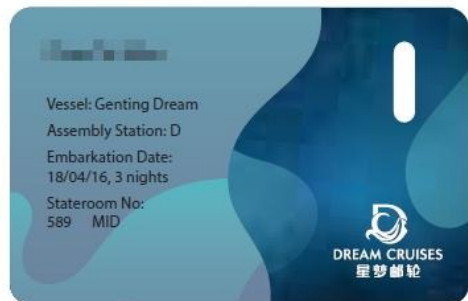 Vessel: Genting Dream
Assembly Station: D
Embarkation Date:
18/04/16, 3 nights
Stateroom No:
589 MID
DREAM CRUISES
星梦邮轮